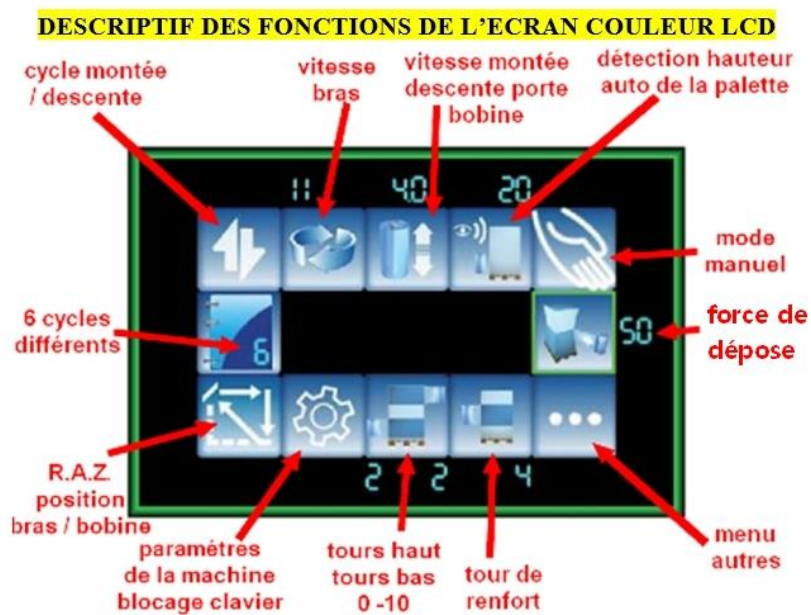 DESCRIPTIF DES FONCTIONS DE L'ECRAN COULEUR LCD
cycle montée
/ descente
vitesse
bras
vitesse montée
descente porte
bobine
détection hauteur
auto de la palette
11
4.0
20
mode
manuel
6 cycles
différents
6
50
force de
dépose
R.A.Z.
position
bras / bobine
2
2
4
paramètres
de la machine
blocage clavier
tours haut
tours bas
0 -10
tour de
renfort
menu
autres